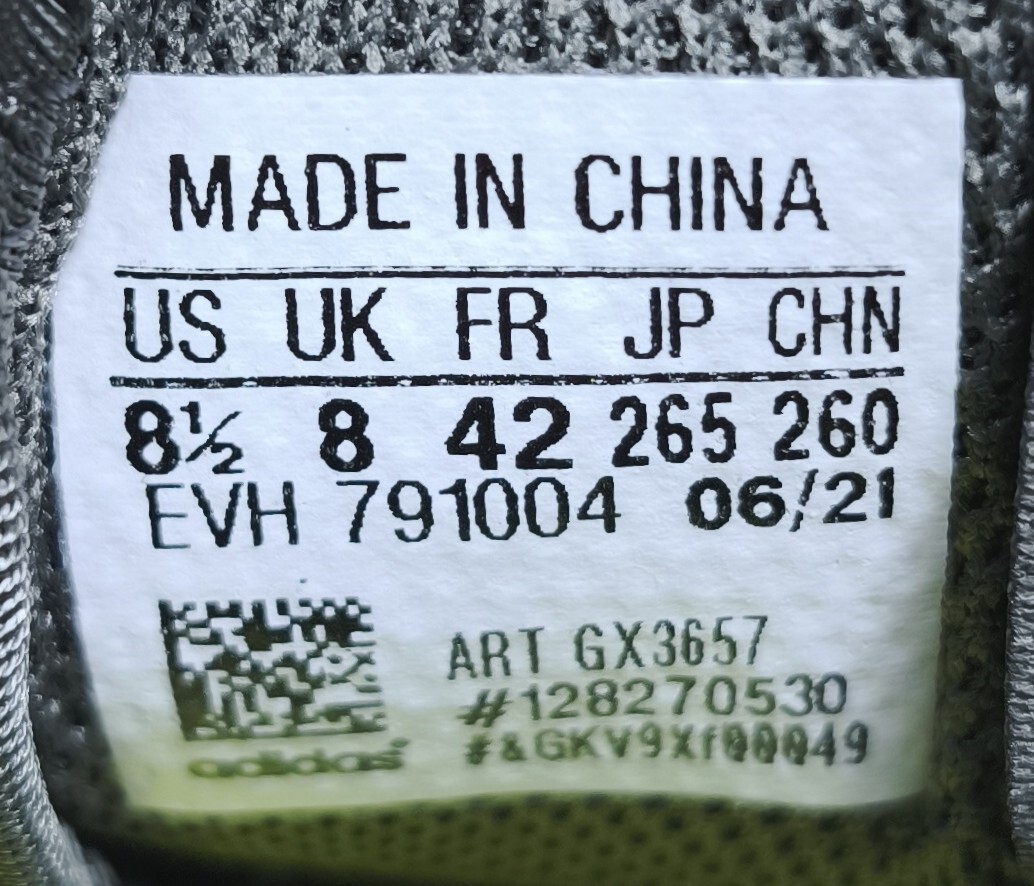 MADE IN CHINA
US UK FR JP CHN
8½ 8 42 265 260
EVH 791004 06/21
ART GX3657
#128270530
#&GKV9Xf00049
adidas